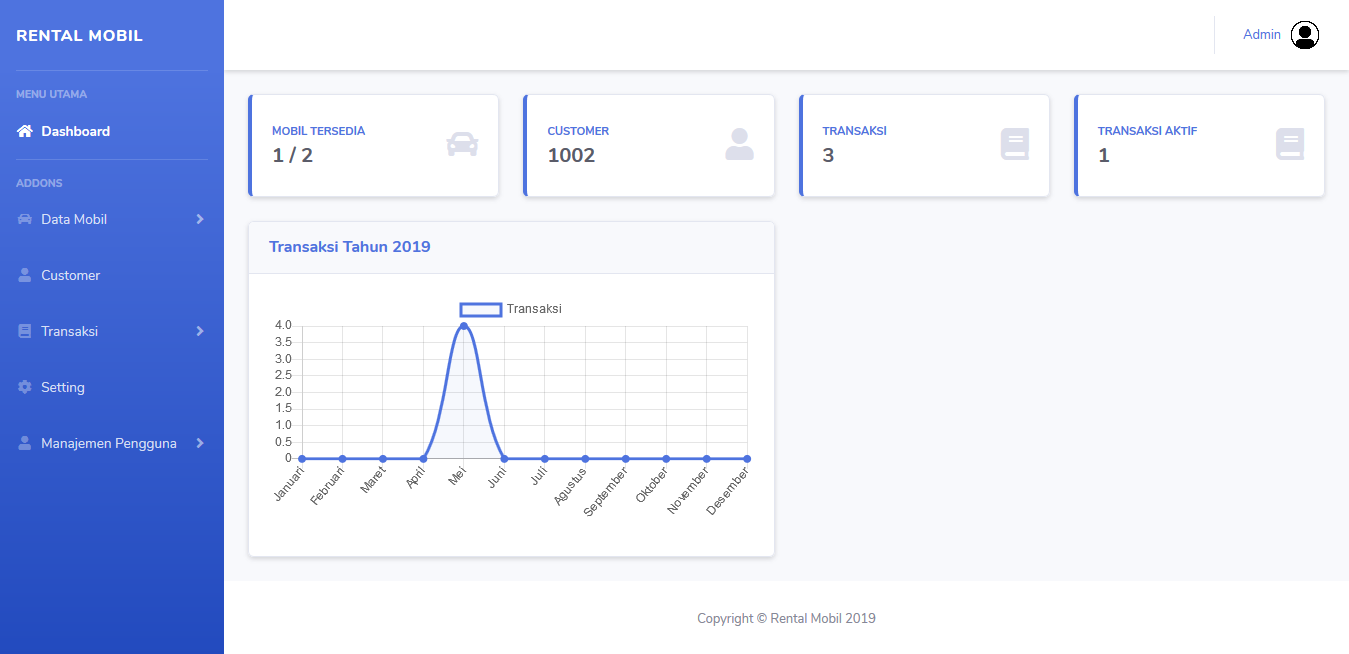 RENTAL MOBIL
MENU UTAMA
Dashboard
ADDONS
Data Mobil
Customer
Transaksi
Setting
Manajemen Pengguna
Admin
MOBIL TERSEDIA
1 / 2
CUSTOMER
1002
TRANSAKSI
3
TRANSAKSI AKTIF
1
Transaksi Tahun 2019
Transaksi
4.0
3.5
3.0
2.5
2.0
1.5
1.0
0.5
0
Januari
Februari
Maret
April
Mei
Juni
Juli
Agustus
September
Oktober
November
Desember
Copyright © Rental Mobil 2019